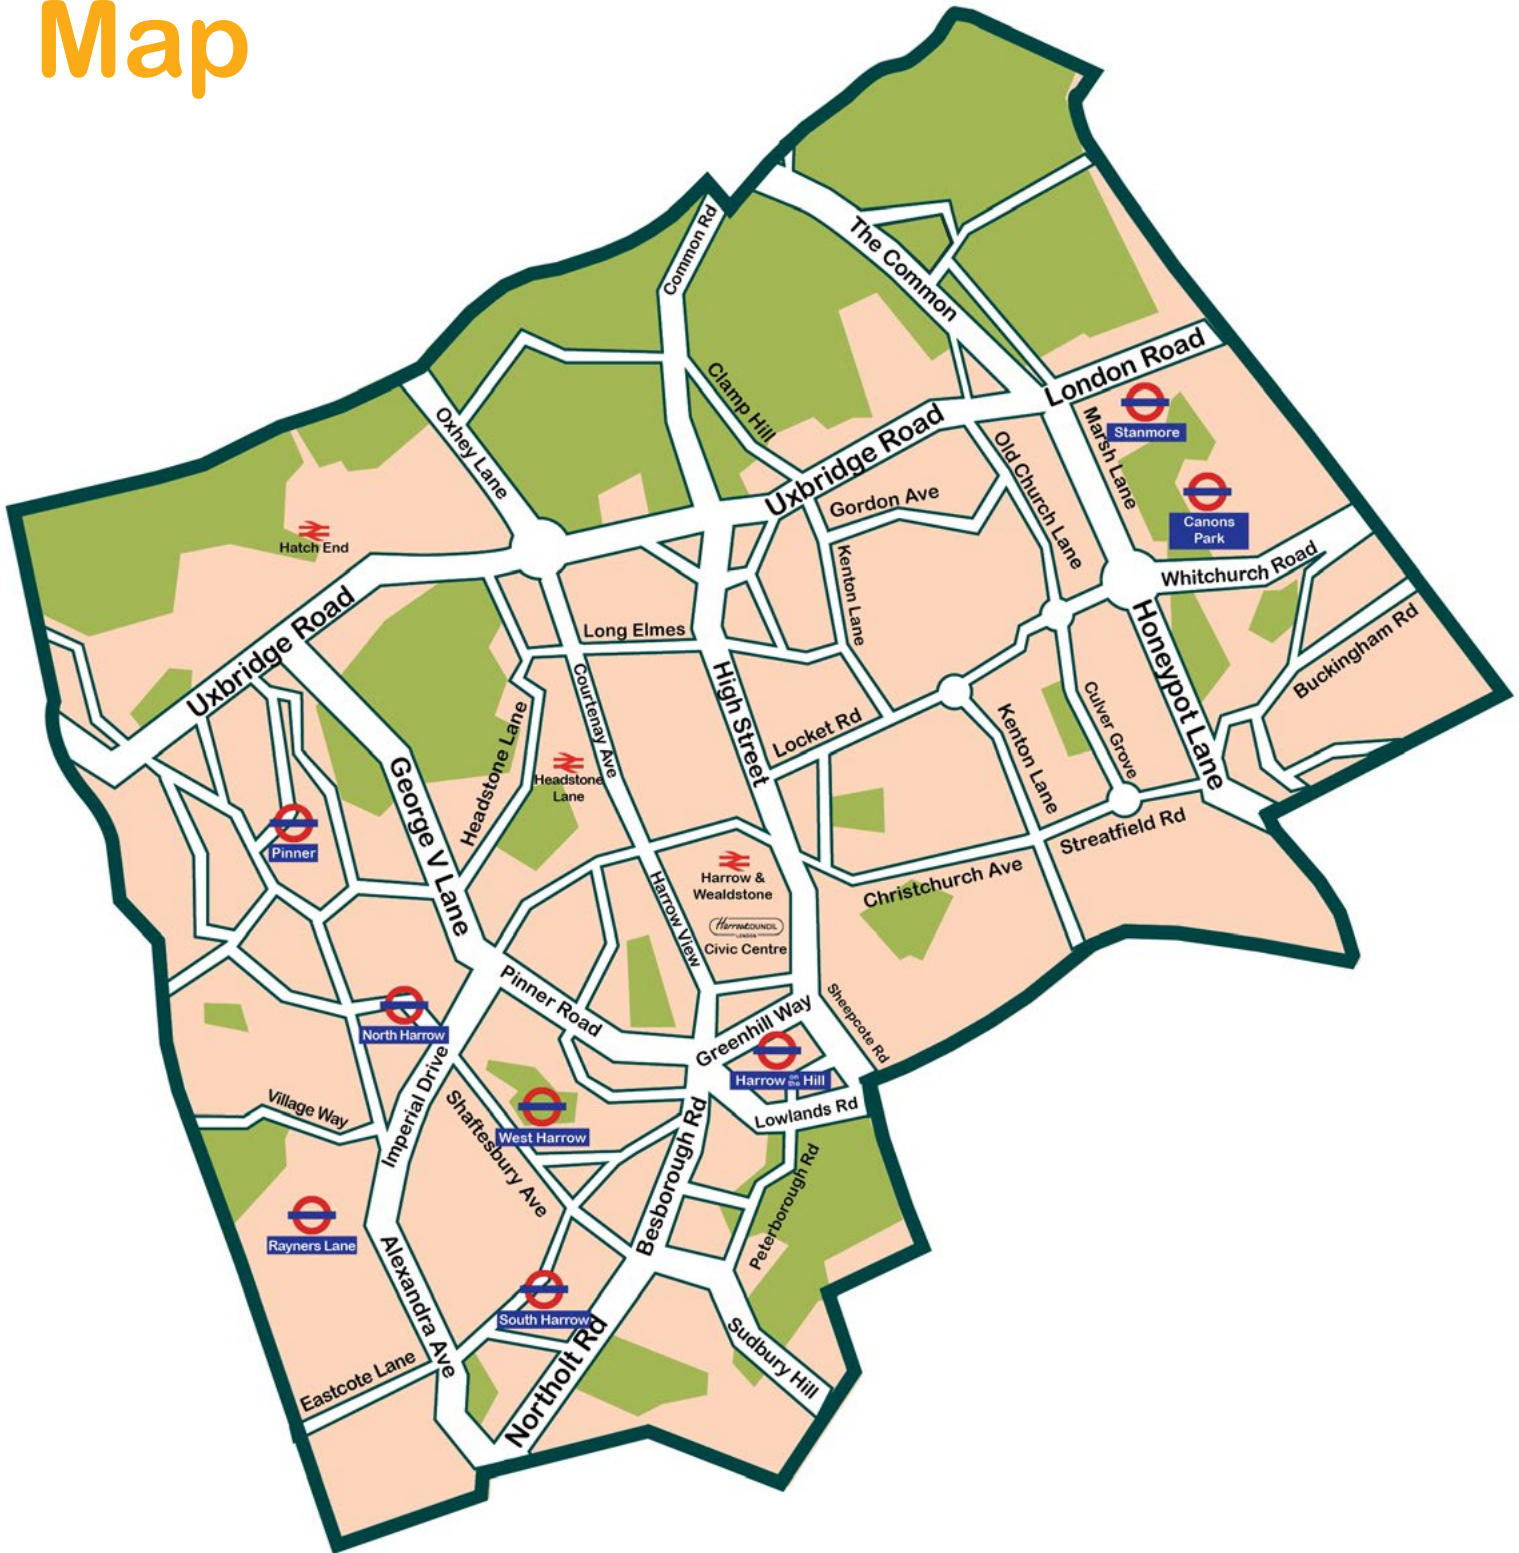 Map
Common Rd
The Common
London Road
Clamp Hill
Oxhey Lane
Uxbridge Road
Marsh Lane
Stanmore
Old Church Lane
Gordon Ave
Canons
Park
Hatch End
Kenton Lane
Whitchurch Road
Uxbridge Road
Long Elmes
Honeypot Lane
Buckingham Rd
High Street
Courtenay Ave
Culver Grove
Headstone Lane
Locket Rd
Kenton Lane
George V Lane
Headstone
Lane
Pinner
Streatfield Rd
Christchurch Ave
Harrow &
Wealdstone
Harrow View
HarrowCOUNCIL
LONDON
Civic Centre
Pinner Road
Sheepcote Rd
Greenhill Way
North Harrow
Harrow on the Hill
Imperial Drive
Village Way
Shaftesbury Ave
Lowlands Rd
West Harrow
Besborough Rd
Peterborough Rd
Rayners Lane
Alexandra Ave
South Harrow
Northolt Rd
Sudbury Hill
Eastcote Lane